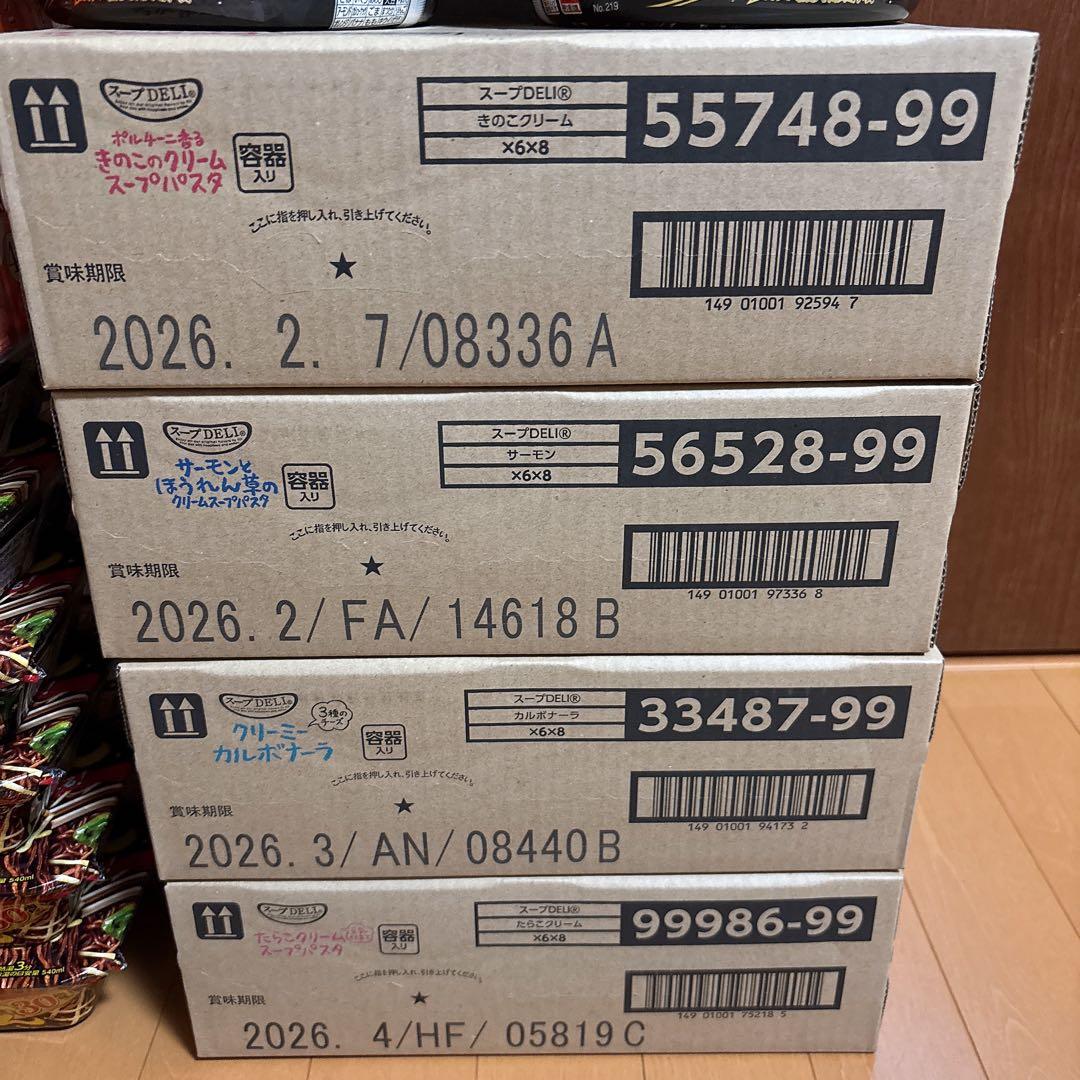 No.219
スープDELI®
ポルチーニ香る
きのこのクリーム
スープパスタ
容器
入り
スープDELI®
きのこクリーム
×6×8
55748-99
ここに指を押し入れ、引き上げてください。
★
賞味期限
149 01001 92594 7
2026. 2. 7/08336 A
スープDELI®
サーモンと
ほうれん草の
クリームスープパスタ
容器
入り
スープDELI®
サーモン
×6×8
56528-99
ここに指を押し入れ、引き上げてください。
★
賞味期限
149 01001 97336 8
2026. 2/ FA/ 14618 B
スープDELI®
クリーミー
カルボナーラ
3種の
チーズ
容器
入り
スープDELI®
カルボナーラ
×6×8
33487-99
ここに指を押し入れ、引き上げてください。
★
賞味期限
149 01001 94173 2
2026. 3/ AN/ 08440 B
スープDELI®
たらこクリーム
スープパスタ
容器
入り
スープDELI®
たらこクリーム
×6×8
99986-99
ここに指を押し入れ、引き上げてください。
★
賞味期限
149 01001 75218 5
2026. 4/HF/ 05819 C
540ml
熱湯3分
540ml